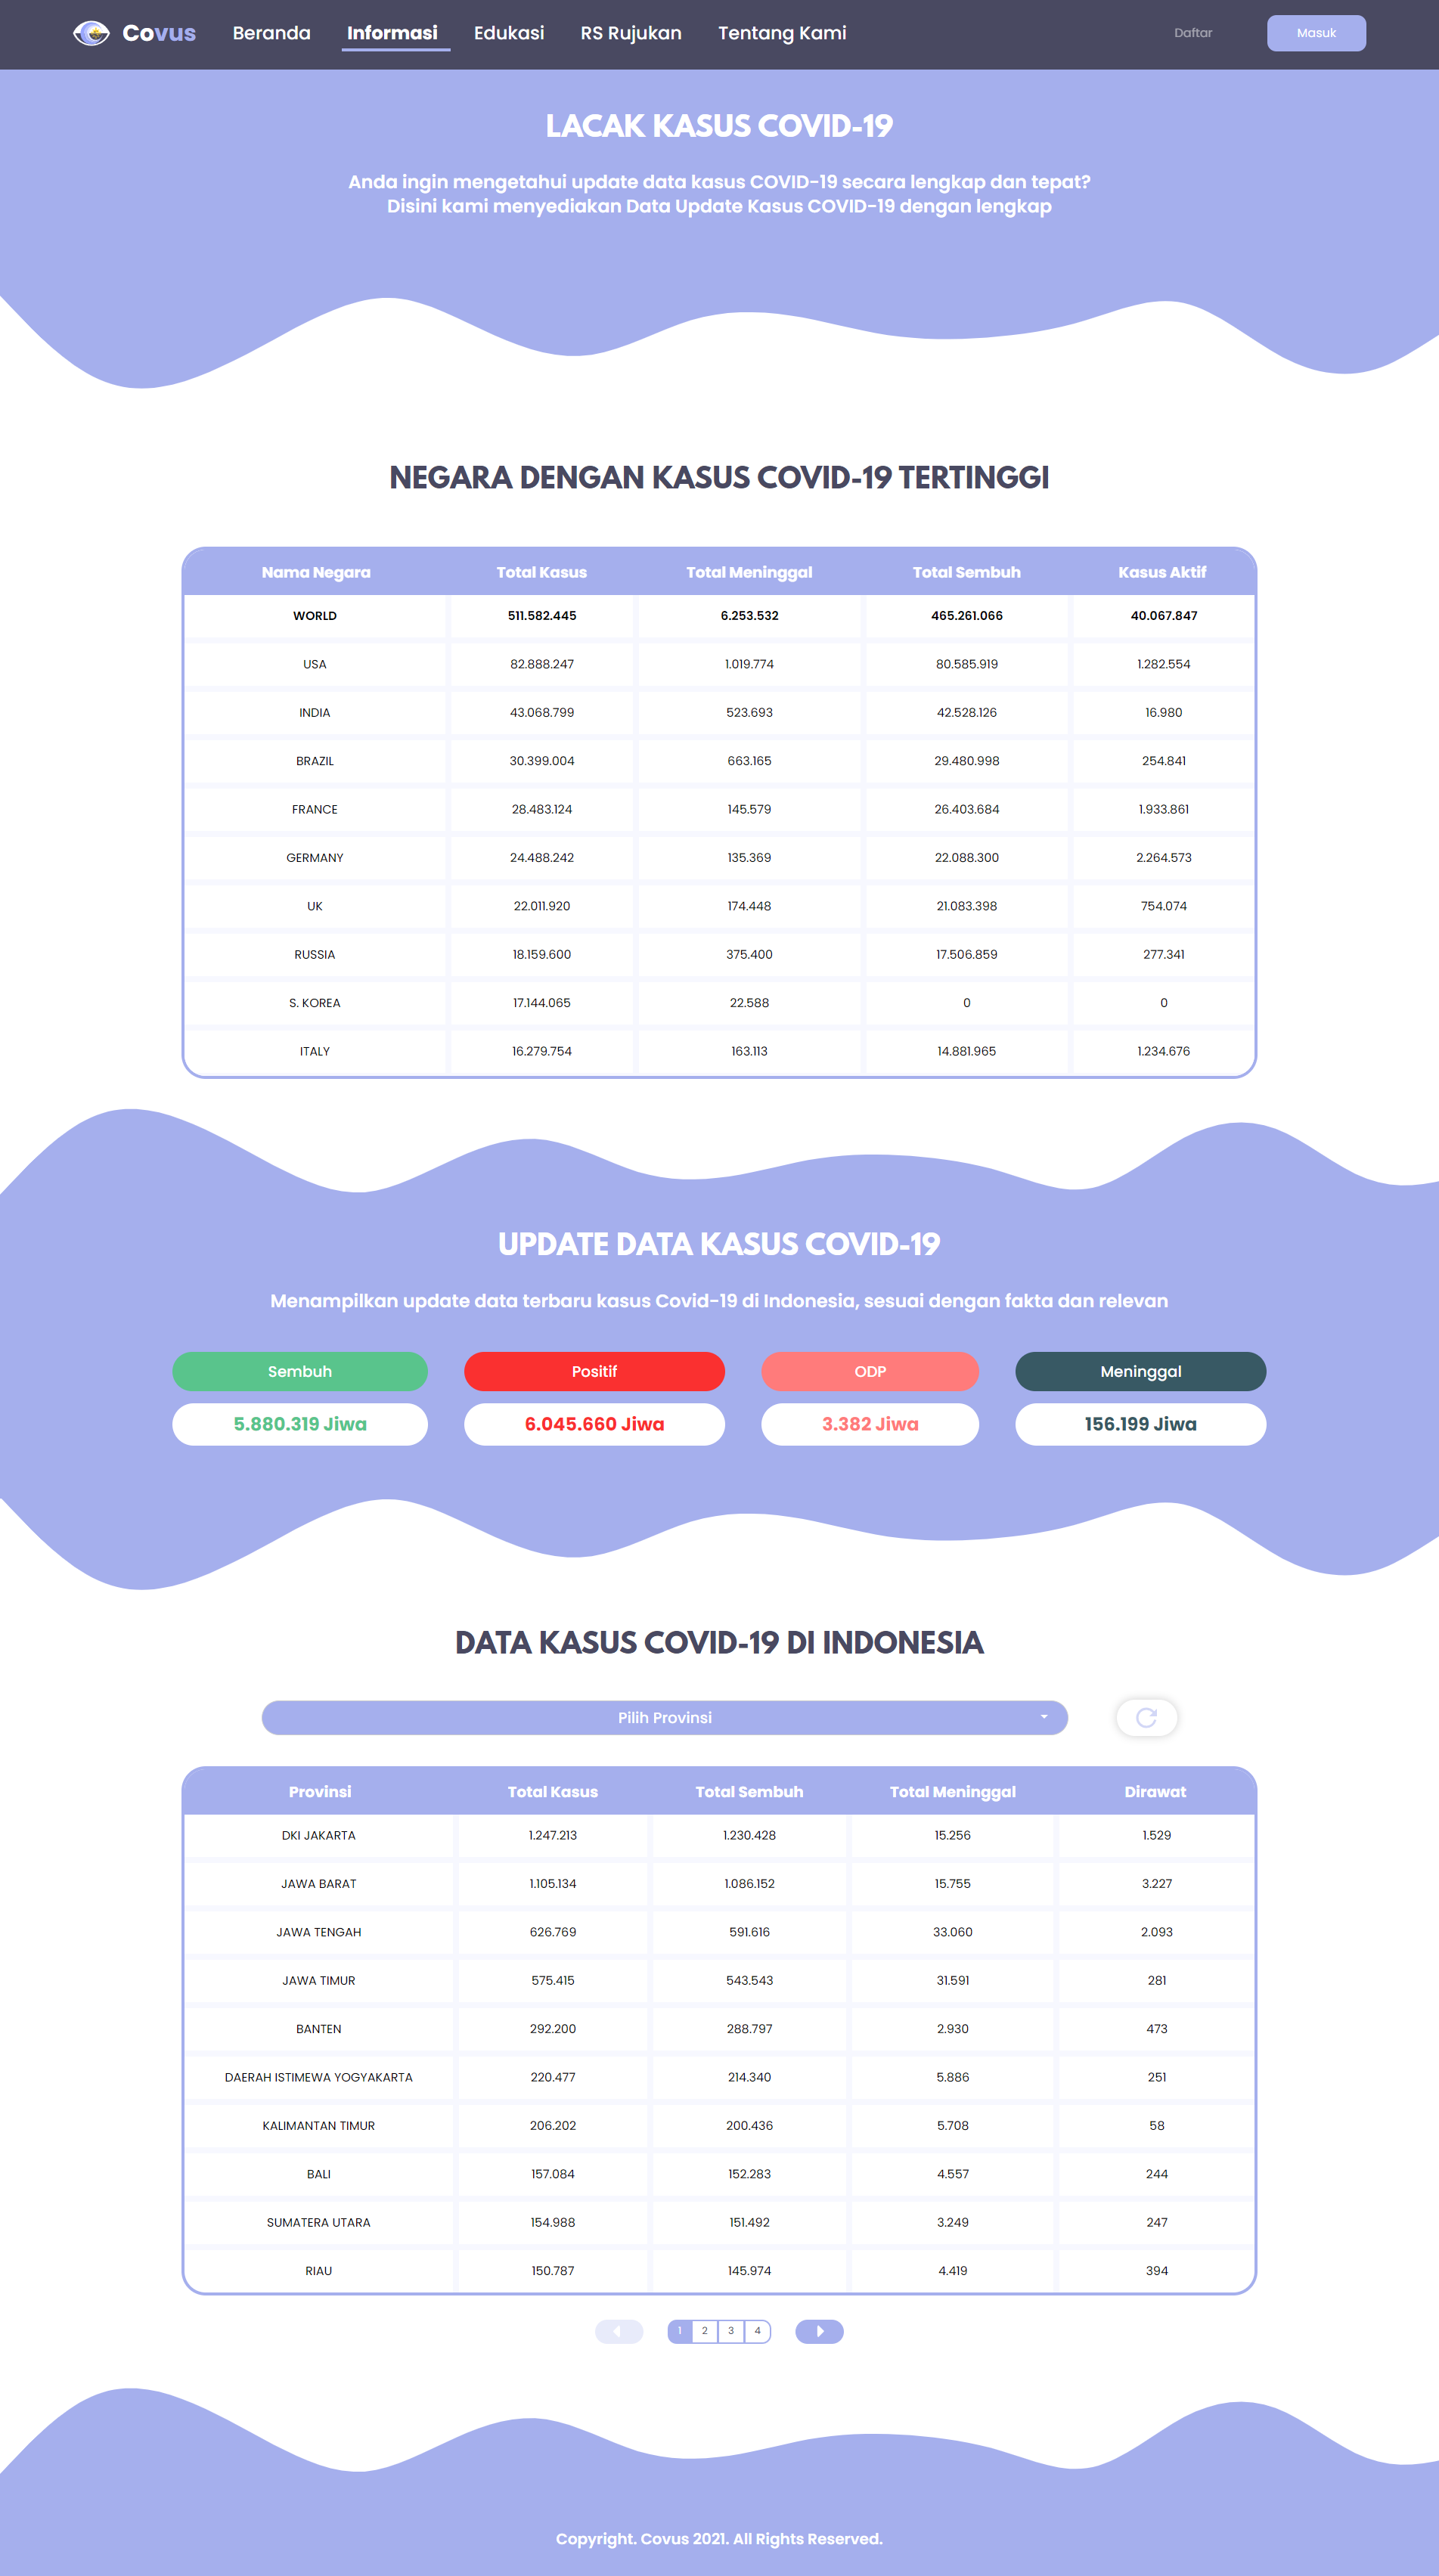 Covus Beranda Informasi Edukasi RS Rujukan Tentang Kami Daftar Masuk
LACAK KASUS COVID-19
Anda ingin mengetahui update data kasus COVID-19 secara lengkap dan tepat?
Disini kami menyediakan Data Update Kasus COVID-19 dengan lengkap
NEGARA DENGAN KASUS COVID-19 TERTINGGI
Nama Negara Total Kasus Total Meninggal Total Sembuh Kasus Aktif
WORLD 511.582.445 6.253.532 465.261.066 40.067.847
USA 82.888.247 1.019.774 80.585.919 1.282.554
INDIA 43.068.799 523.693 42.528.126 16.980
BRAZIL 30.399.004 663.165 29.480.998 254.841
FRANCE 28.483.124 145.579 26.403.684 1.933.861
GERMANY 24.488.242 135.369 22.088.300 2.264.573
UK 22.011.920 174.448 21.083.398 754.074
RUSSIA 18.159.600 375.400 17.506.859 277.341
S. KOREA 17.144.065 22.588 0 0
ITALY 16.279.754 163.113 14.881.965 1.234.676
UPDATE DATA KASUS COVID-19
Menampilkan update data terbaru kasus Covid-19 di Indonesia, sesuai dengan fakta dan relevan
Sembuh Positif ODP Meninggal
5.880.319 Jiwa 6.045.660 Jiwa 3.382 Jiwa 156.199 Jiwa
DATA KASUS COVID-19 DI INDONESIA
Pilih Provinsi
Provinsi Total Kasus Total Sembuh Total Meninggal Dirawat
DKI JAKARTA 1.247.213 1.230.428 15.256 1.529
JAWA BARAT 1.105.134 1.086.152 15.755 3.227
JAWA TENGAH 626.769 591.616 33.060 2.093
JAWA TIMUR 575.415 543.543 31.591 281
BANTEN 292.200 288.797 2.930 473
DAERAH ISTIMEWA YOGYAKARTA 220.477 214.340 5.886 251
KALIMANTAN TIMUR 206.202 200.436 5.708 58
BALI 157.084 152.283 4.557 244
SUMATERA UTARA 154.988 151.492 3.249 247
RIAU 150.787 145.974 4.419 394
1 2 3 4
Copyright. Covus 2021. All Rights Reserved.